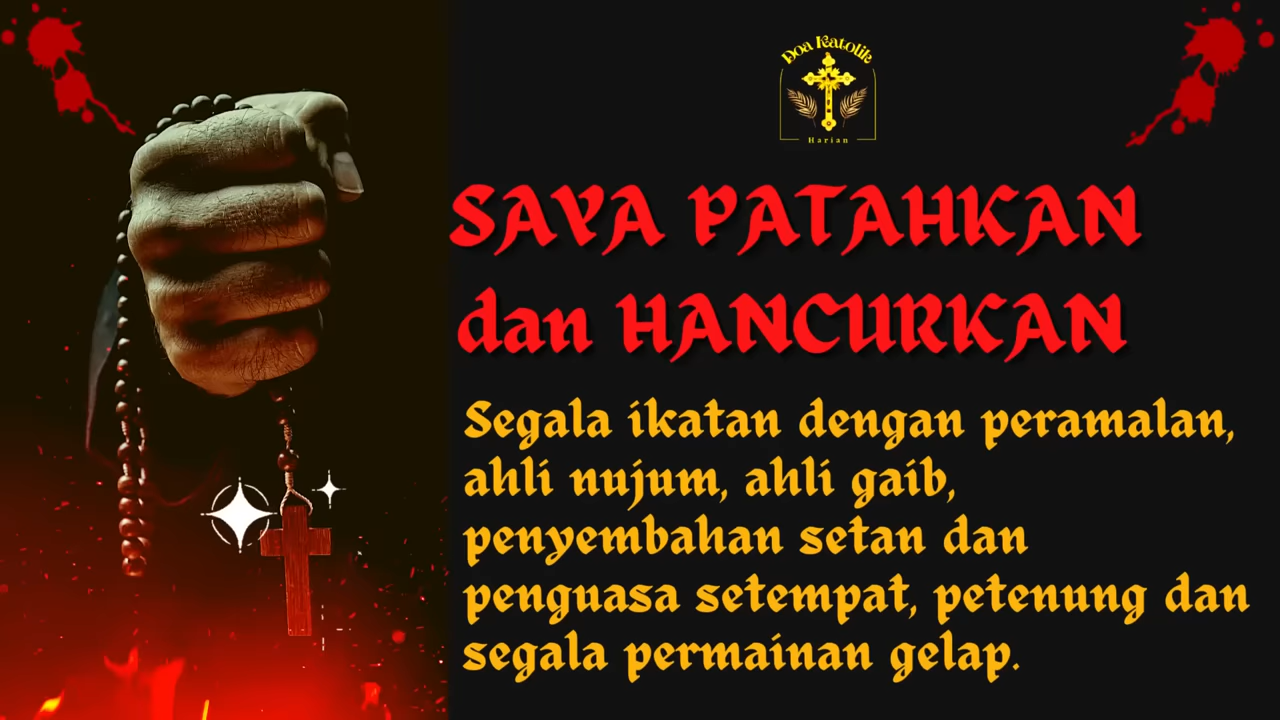 Doa Katolik
Harian
SAYA PATAHKAN
dan HANCURKAN
Segala ikatan dengan peramalan,
ahli nujum, ahli gaib,
penyembahan setan dan
penguasa setempat, petenung dan
segala permainan gelap.